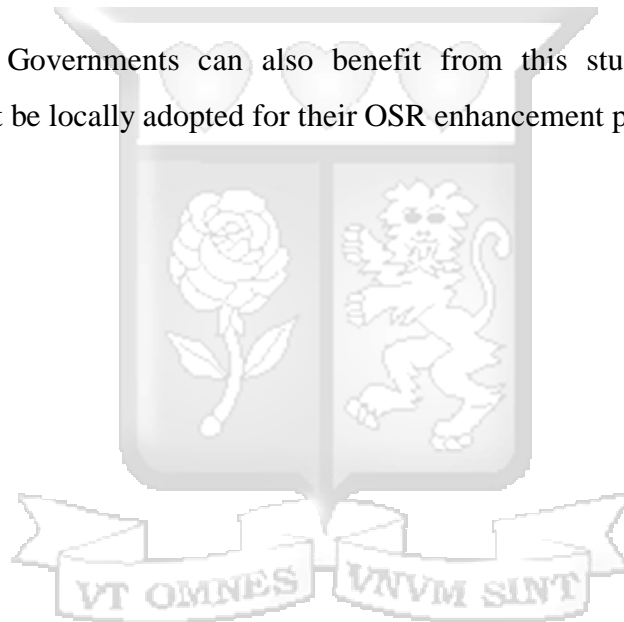 Governments can also benefit from this stu
t be locally adopted for their OSR enhancement p
VT OMNES VNVM SINT